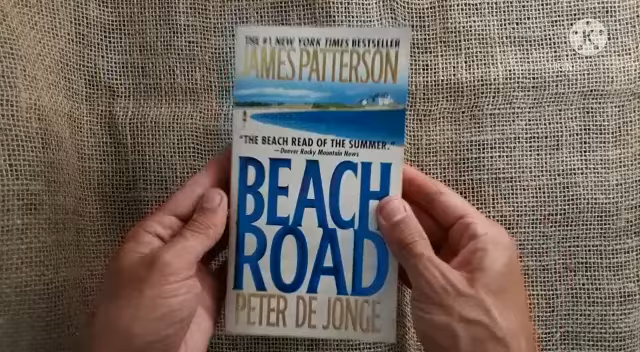 THE #1 NEW YORK TIMES BESTSELLER
JAMES PATTERSON
"THE BEACH READ OF THE SUMMER."
—Denver Rocky Mountain News
BEACH
ROAD
PETER DE JONGE
K